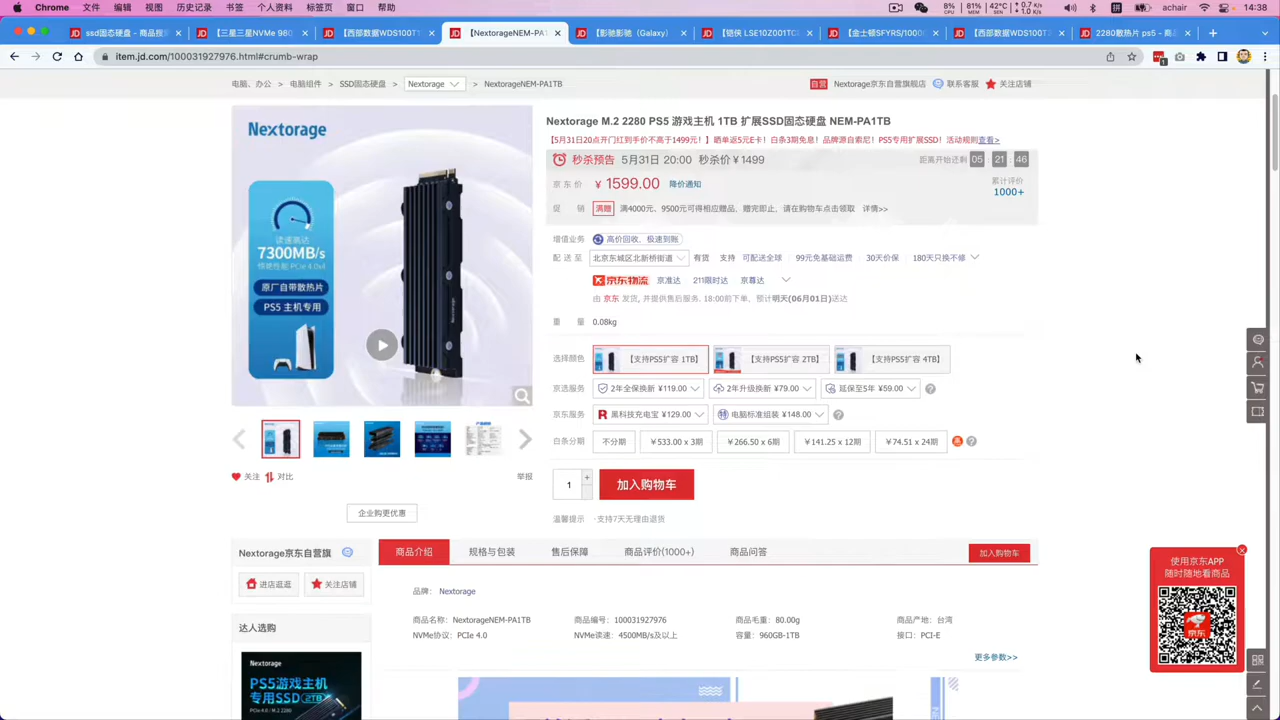 Chrome 文件 编辑 视图 历史记录 书签 个人资料 标签页 窗口 帮助
8% 81% 42°C 14:38
ssd固态硬盘 - 商品搜
【三星三星NVMe 980
【西部数据WDS100T1
【NextorageNEM-PA1
【影驰影驰（Galaxy）
【铠侠 LSE10Z001TC
【金士顿SFYRS/1000
【西部数据WDS100T2
2280散热片 ps5 - 商
item.jd.com/100031927976.html#crumb-wrap
电脑、办公 > 电脑组件 > SSD固态硬盘 > Nextorage > NextorageNEM-PA1TB
自营 Nextorage京东自营旗舰店 联系客服 关注店铺
Nextorage
读速高达
7300MB/s
惊艳性能 PCIe 4.0x4
原厂自带散热片
PS5 主机专用
Nextorage M.2 2280 PS5 游戏主机 1TB 扩展SSD固态硬盘 NEM-PA1TB
【5月31日20点开门红到手价不高于1499元！】晒单返5元E卡！白条3期免息！品牌源自索尼！PS5专用扩展SSD！活动规则查看>
秒杀预告 5月31日 20:00 秒杀价￥1499
距离开始还剩 05 : 21 : 46
京 东 价 ￥ 1599.00 降价通知
累计评价
1000+
促 销 满赠 满4000元、9500元可得相应赠品，赠完即止，请在购物车点击领取 详情>>
增值业务 高价回收，极速到账
配 送 至 北京东城区北新桥街道 有货 支持 可配送全球 99元免基础运费 30天价保 180天只换不修
京东物流 京准达 211限时达 京尊达
由 京东 发货, 并提供售后服务. 18:00前下单，预计明天(06月01日)送达
重 量 0.08kg
选择颜色 【支持PS5扩容 1TB】 【支持PS5扩容 2TB】 【支持PS5扩容 4TB】
京选服务 2年全保换新 ¥119.00 2年升级换新 ¥79.00 延保至5年 ¥59.00
京东服务 黑科技充电宝 ¥129.00 电脑标准组装 ¥148.00
白条分期 不分期 ￥533.00 x 3期 ￥266.50 x 6期 ￥141.25 x 12期 ￥74.51 x 24期
关注 对比 举报
1 加入购物车
企业购更优惠
温馨提示 ·支持7天无理由退货
Nextorage京东自营旗
进店逛逛 关注店铺
商品介绍 规格与包装 售后保障 商品评价(1000+) 商品问答 加入购物车
品牌： Nextorage
商品名称：NextorageNEM-PA1TB 商品编号：100031927976 商品毛重：80.00g 商品产地：台湾
NVMe协议：PCIe 4.0 NVMe读速：4500MB/s及以上 容量：960GB-1TB 接口：PCI-E
更多参数>>
达人选购
Nextorage
PS5游戏主机
专用SSD 2TB
PCIe 4.0 / M.2 2280
使用京东APP
随时随地看商品
京东